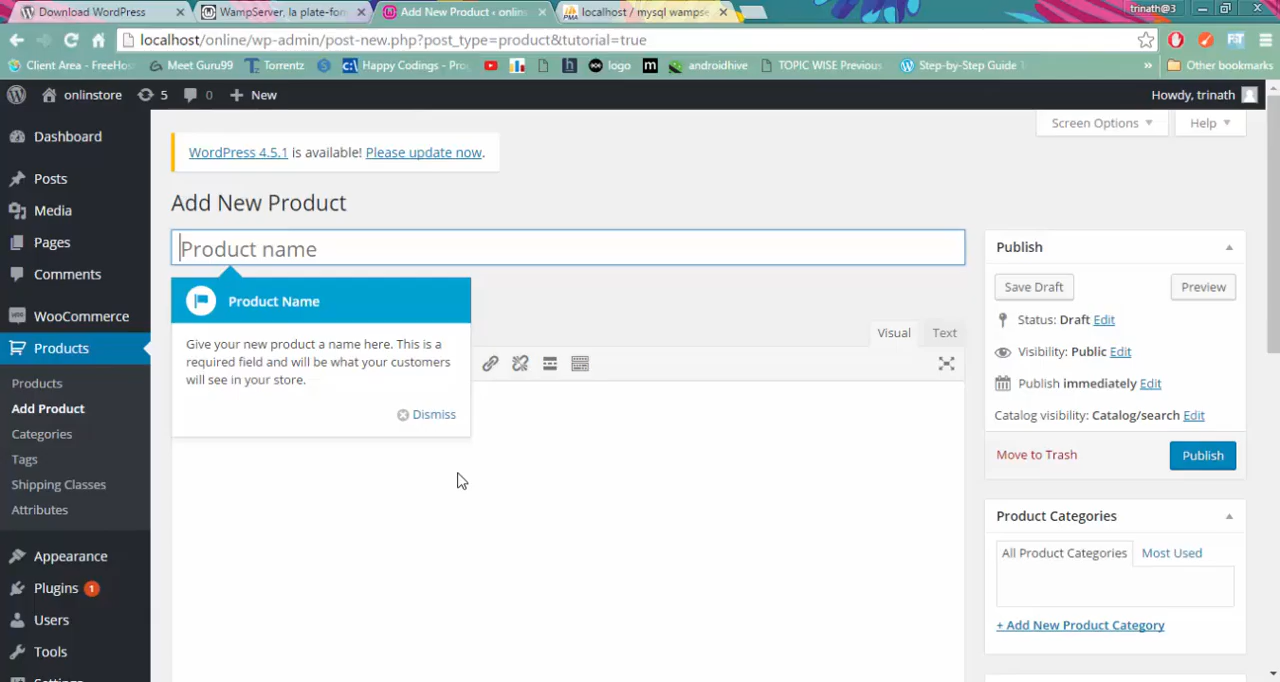 Download WordPress
WampServer, la plate-for
Add New Product ‹ onlins
localhost / mysql wampse
trinath@3
localhost/online/wp-admin/post-new.php?post_type=product&tutorial=true
Client Area - FreeHos
Meet Guru99
Torrentz
Happy Codings - Pro
logo
androidhive
TOPIC WISE Previous
Step-by-Step Guide
»
Other bookmarks
onlinstore
5
0
New
Howdy, trinath
Dashboard
Posts
Media
Pages
Comments
WooCommerce
Products
Products
Add Product
Categories
Tags
Shipping Classes
Attributes
Appearance
Plugins 1
Users
Tools
Screen Options
Help
WordPress 4.5.1 is available! Please update now.
Add New Product
Product name
Product Name
Give your new product a name here. This is a
required field and will be what your customers
will see in your store.
Dismiss
Visual
Text
Publish
Save Draft
Preview
Status: Draft Edit
Visibility: Public Edit
Publish immediately Edit
Catalog visibility: Catalog/search Edit
Move to Trash
Publish
Product Categories
All Product Categories
Most Used
+ Add New Product Category